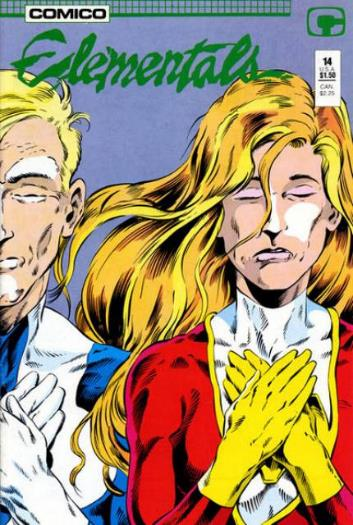 COMICO
Elementals
14
U.S.A
$1.50
CAN.
$2.25